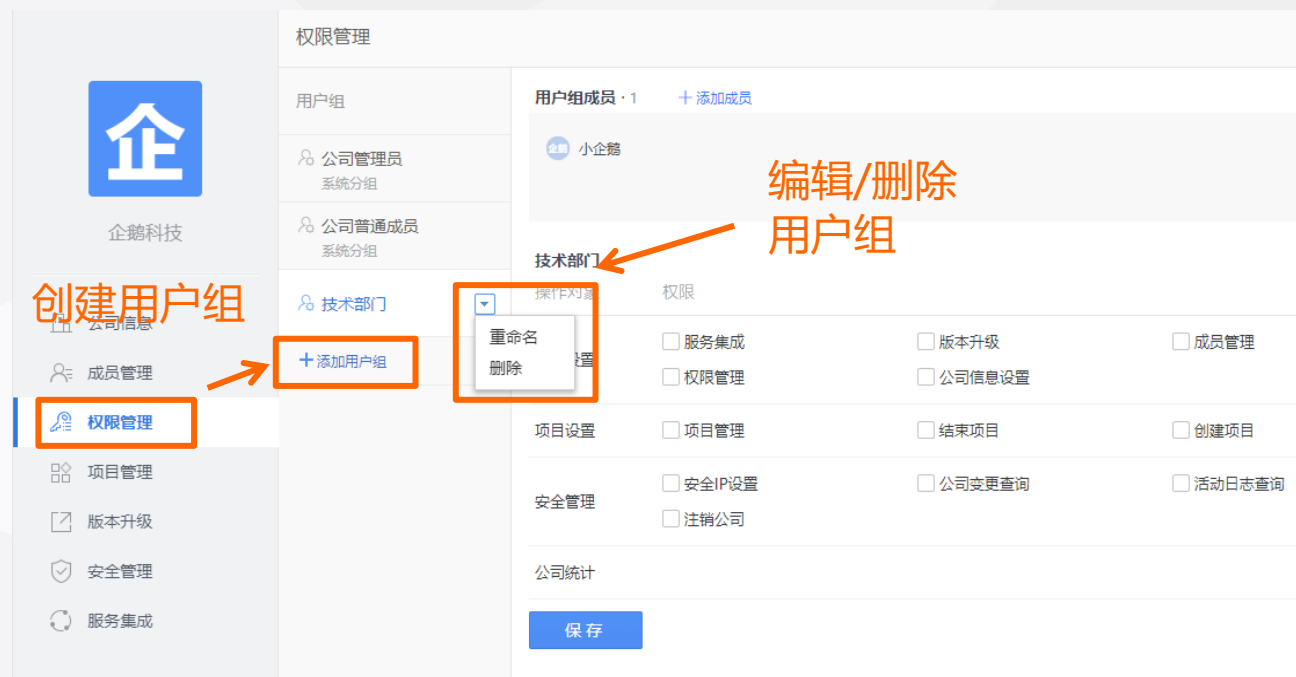 权限管理
企
企鹅科技
创建用户组
公司信息
成员管理
权限管理
项目管理
版本升级
安全管理
服务集成
用户组
公司管理员
系统分组
公司普通成员
系统分组
技术部门
+添加用户组
重命名
删除
用户组成员 · 1 +添加成员
企鹅 小企鹅
编辑/删除
用户组
技术部门
操作对象 权限
设置 服务集成 版本升级 成员管理
权限管理 公司信息设置
项目设置 项目管理 结束项目 创建项目
安全管理 安全IP设置 公司变更查询 活动日志查询
注销公司
公司统计
保存